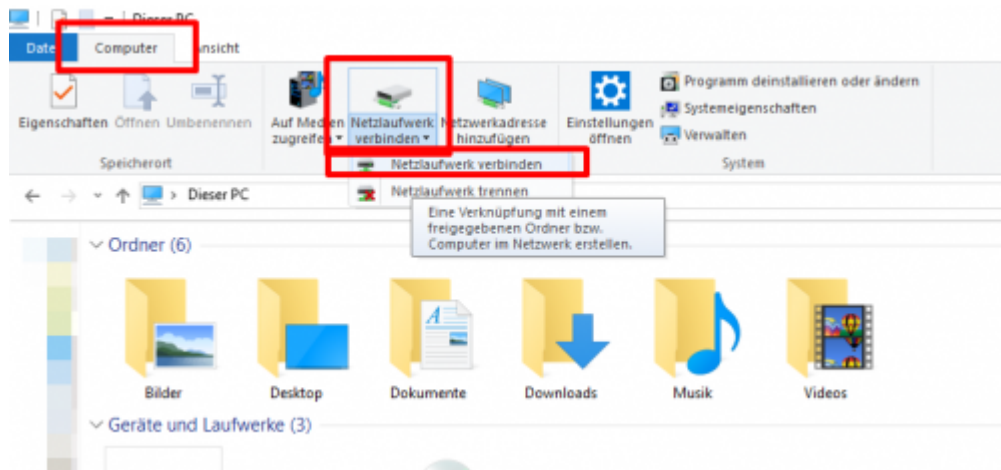 Dieser PC
Datei Computer Ansicht
Eigenschaften Öffnen Umbenennen
Speicherort
Auf Medien
zugreifen
Netzlaufwerk
verbinden
Netzwerkadresse
hinzufügen
Einstellungen
öffnen
Programm deinstallieren oder ändern
Systemeigenschaften
Verwalten
System
Netzlaufwerk verbinden
Netzlaufwerk trennen
Dieser PC
Eine Verknüpfung mit einem
freigegebenen Ordner bzw.
Computer im Netzwerk erstellen.
Ordner (6)
Bilder Desktop Dokumente Downloads Musik Videos
Geräte und Laufwerke (3)